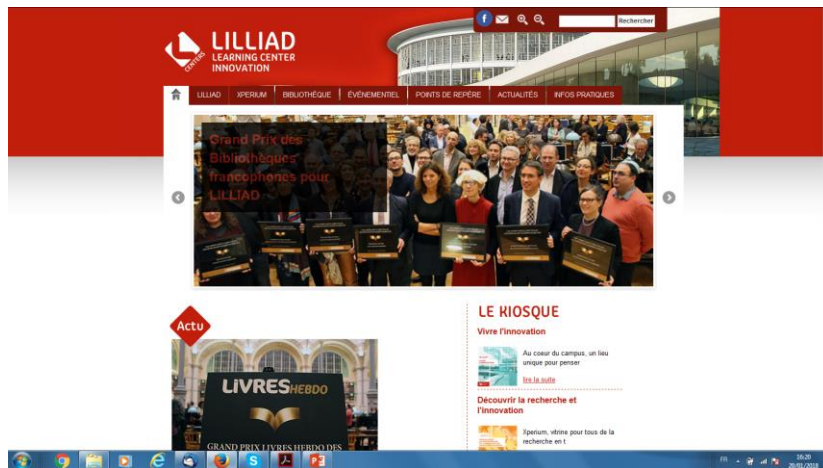 LILLIAD
LEARNING CENTER
INNOVATION
CENTERS
f
Rechercher
LILLIAD XPERIUM BIBLIOTHÈQUE ÉVÉNEMENTIEL POINTS DE REPÈRE ACTUALITÉS INFOS PRATIQUES
Grand Prix des
Bibliothèques
francophones pour
LILLIAD
Actu
LiVRES HEBDO
GRAND PRIX LIVRES HEBDO DES
LE KIOSQUE
Vivre l'innovation
Au coeur du campus, un lieu
unique pour penser
lire la suite
Découvrir la recherche et
l'innovation
Xperium, vitrine pour tous de la
recherche en t
FR
16:20